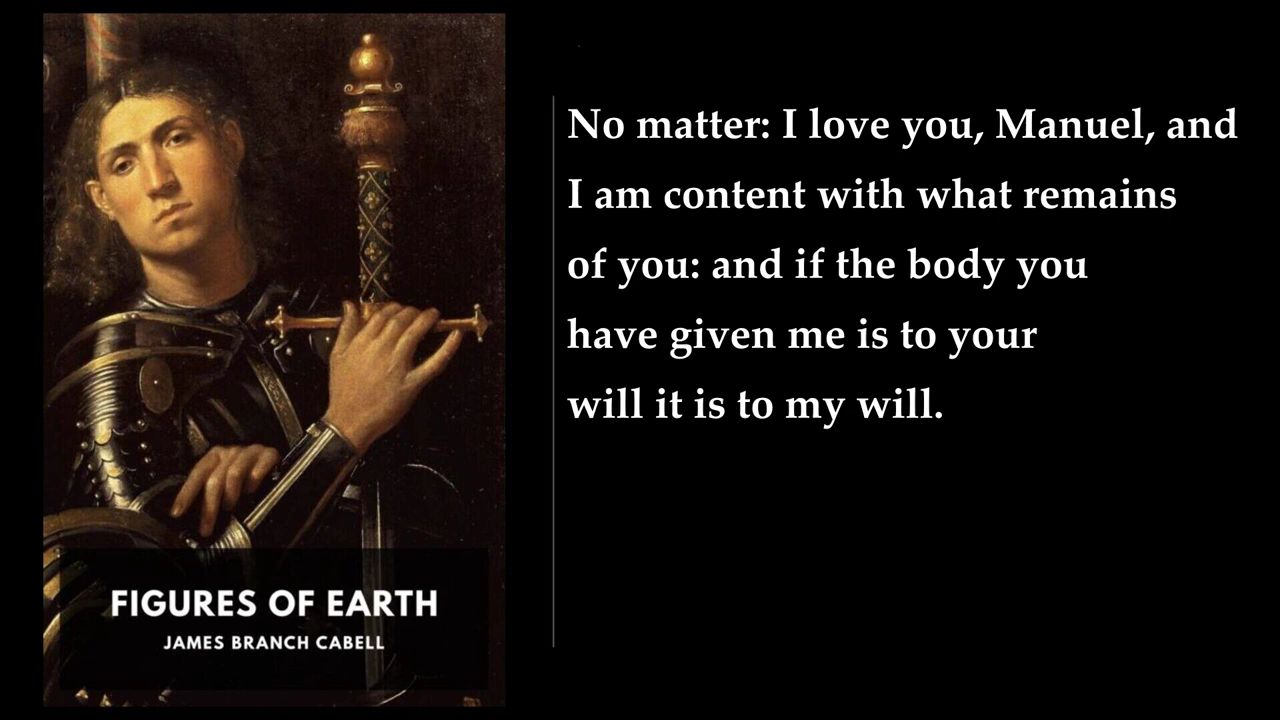 No matter: I love you, Manuel, and
I am content with what remains
of you: and if the body you
have given me is to your
will it is to my will.
FIGURES OF EARTH
JAMES BRANCH CABELL